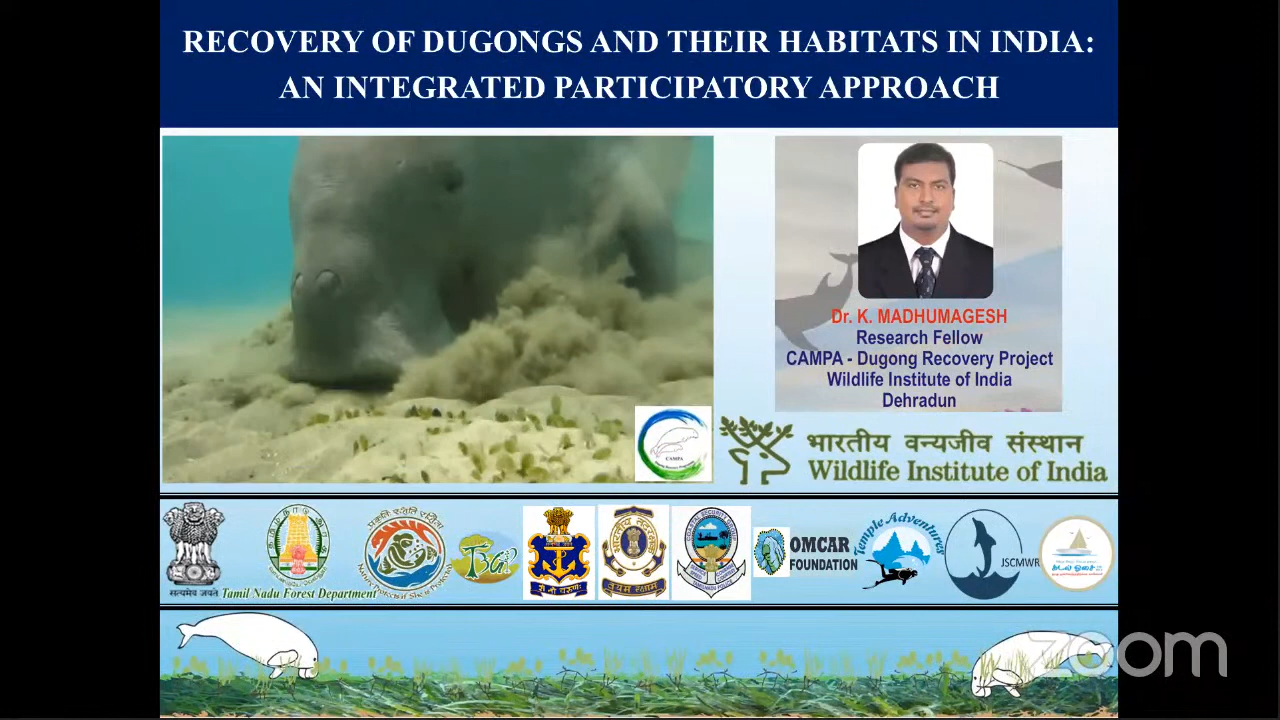 RECOVERY OF DUGONGS AND THEIR HABITATS IN INDIA:
AN INTEGRATED PARTICIPATORY APPROACH
Dr. K. MADHUMAGESH
Research Fellow
CAMPA - Dugong Recovery Project
Wildlife Institute of India
Dehradun
CAMPA
भारतीय वन्यजीव संस्थान
Wildlife Institute of India
सत्यमेव जयते
Tamil Nadu Forest Department
OMCAR
FOUNDATION
Temple Adventures
JSCMWR
zoom